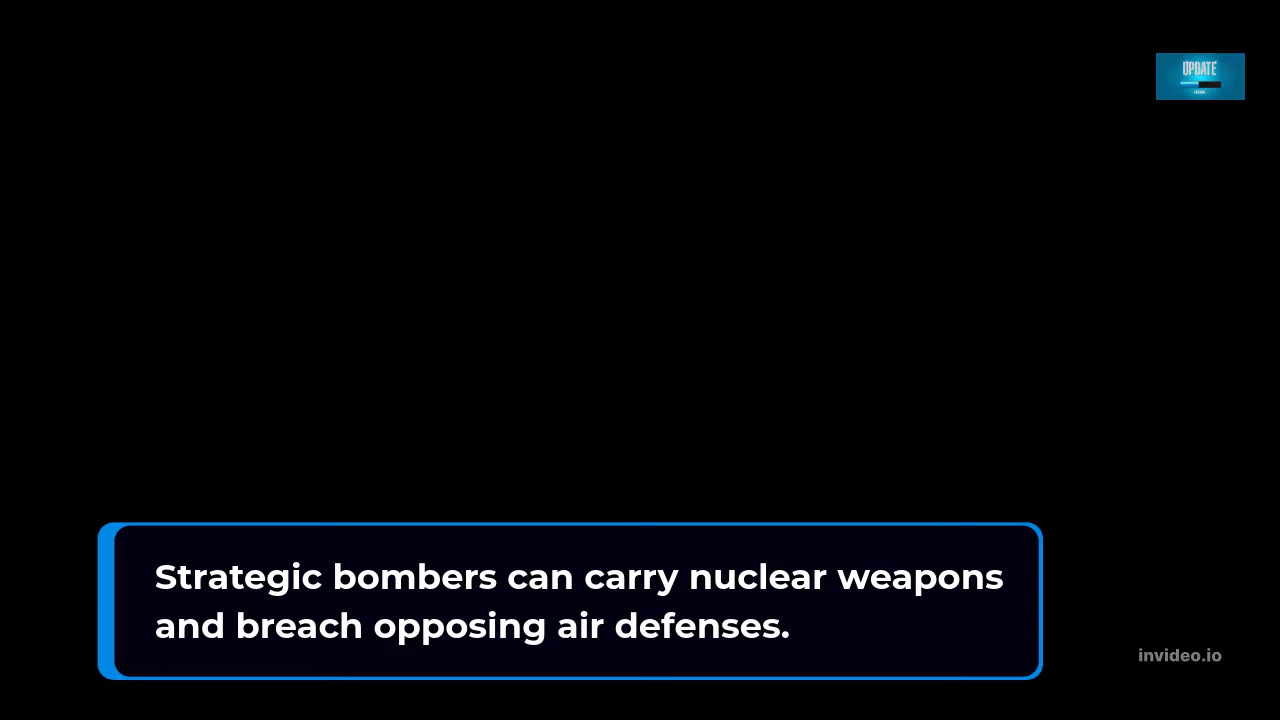 UPDATE
Strategic bombers can carry nuclear weapons
and breach opposing air defenses.
invideo.io